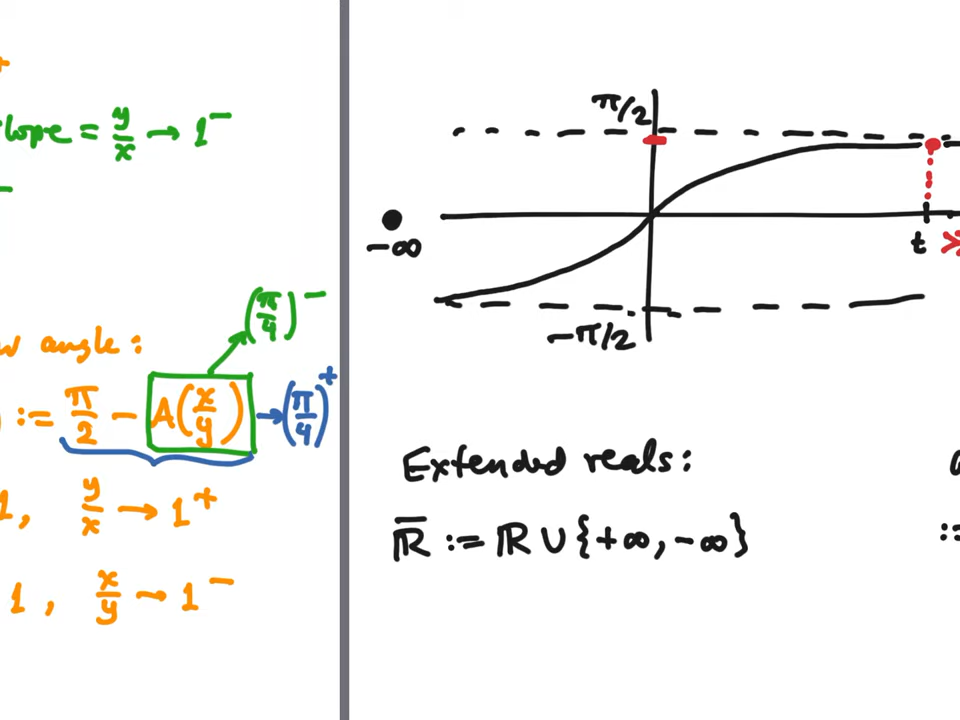 slope = y/x → 1⁻
(π/4)⁻
angle:
:= π/2 − A(x/y) → (π/4)⁺
1, y/x → 1⁺
1, x/y → 1⁻
π/2
−∞
t
−π/2
Extended reals:
ℝ̅ := ℝ ∪ {+∞, −∞}